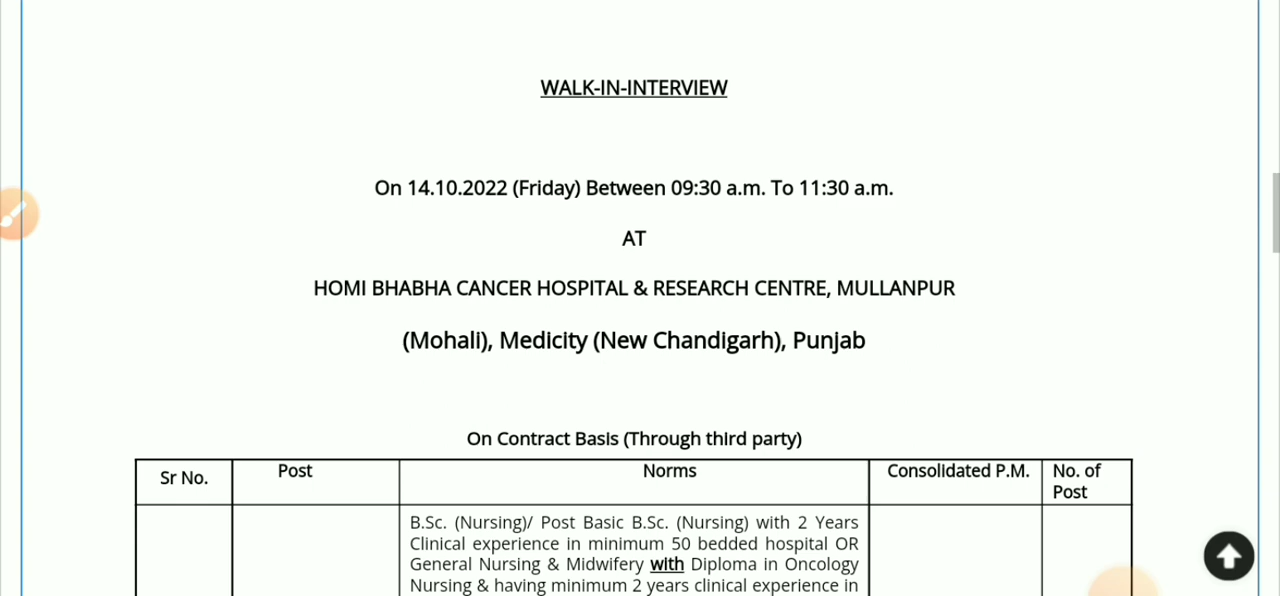 WALK-IN-INTERVIEW
On 14.10.2022 (Friday) Between 09:30 a.m. To 11:30 a.m.
AT
HOMI BHABHA CANCER HOSPITAL & RESEARCH CENTRE, MULLANPUR
(Mohali), Medicity (New Chandigarh), Punjab
On Contract Basis (Through third party)
Sr No.
Post
Norms
Consolidated P.M.
No. of
Post
B.Sc. (Nursing)/ Post Basic B.Sc. (Nursing) with 2 Years
Clinical experience in minimum 50 bedded hospital OR
General Nursing & Midwifery with Diploma in Oncology
Nursing & having minimum 2 years clinical experience in